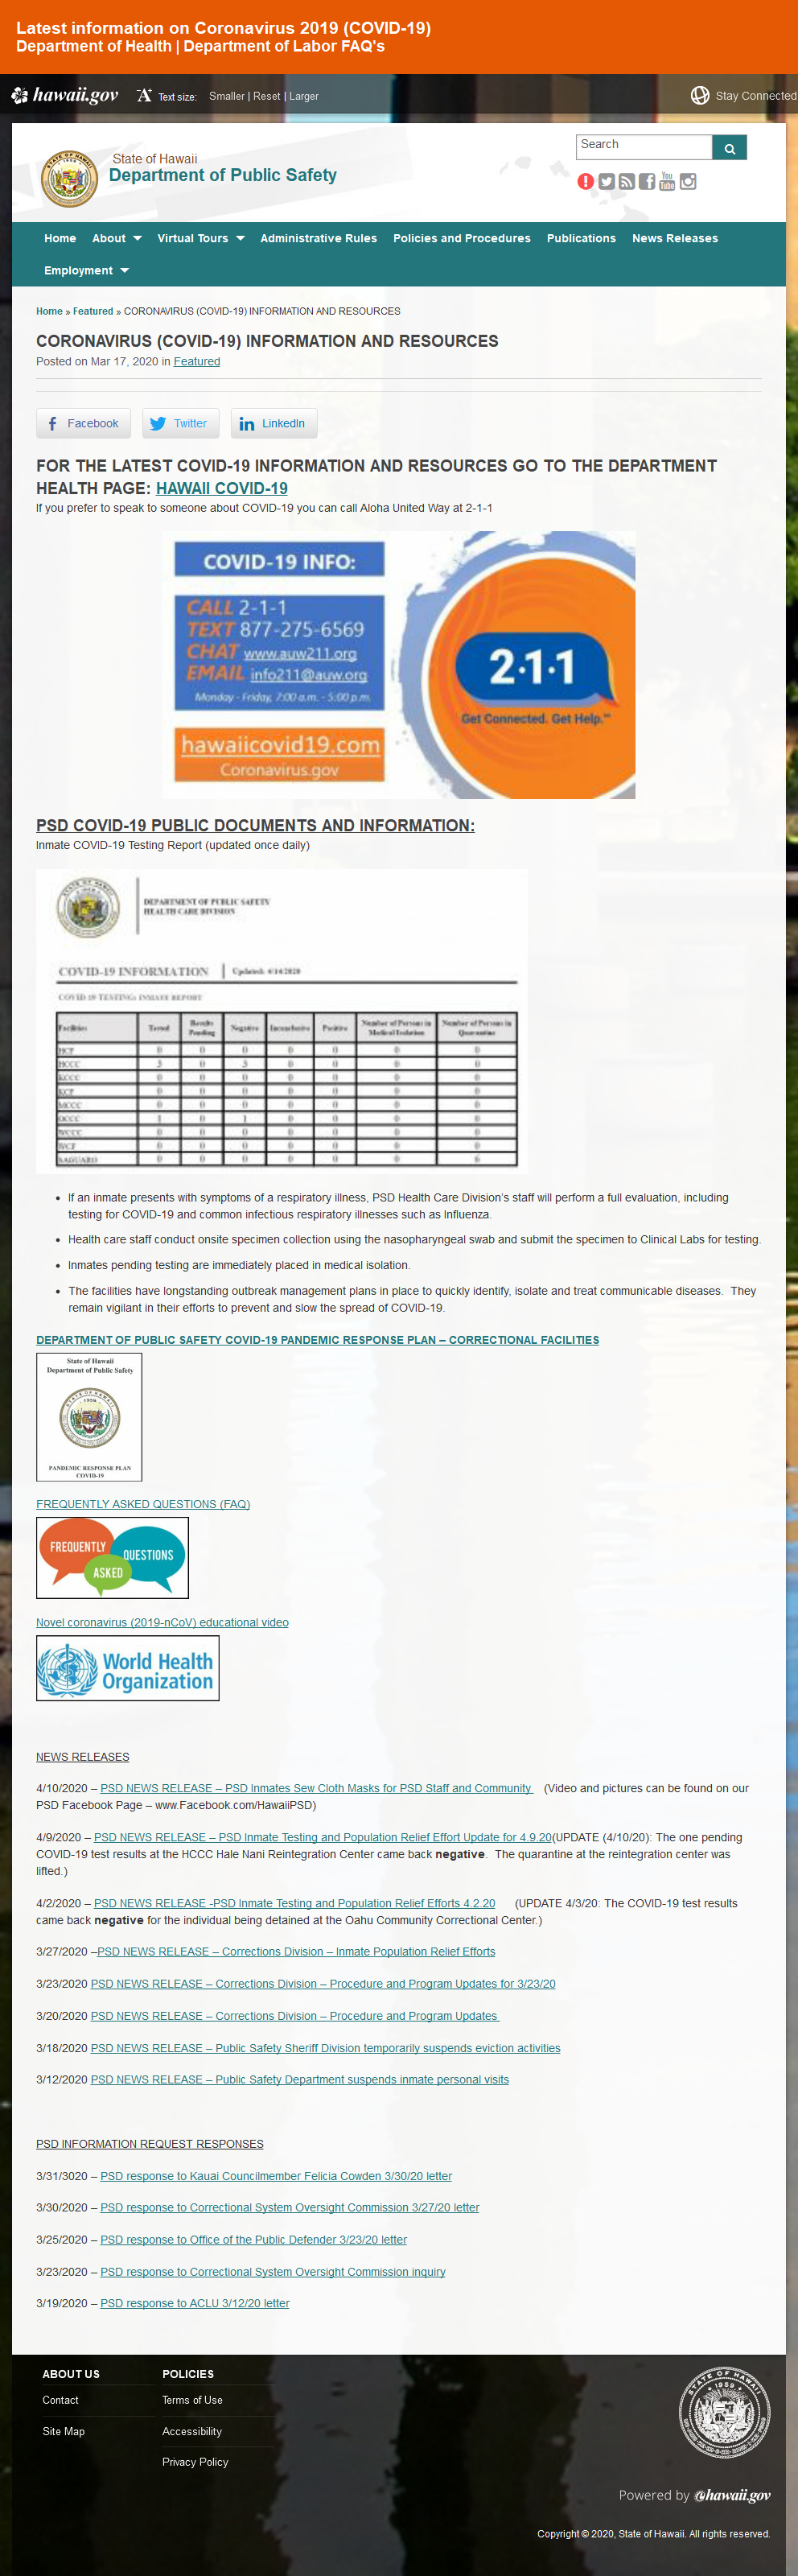 Latest information on Coronavirus 2019 (COVID-19)
Department of Health | Department of Labor FAQ's
hawaii.gov
Text size: Smaller | Reset | Larger
Stay Connected
State of Hawaii
Department of Public Safety
Search
Home About Virtual Tours Administrative Rules Policies and Procedures Publications News Releases
Employment
Home » Featured » CORONAVIRUS (COVID-19) INFORMATION AND RESOURCES
CORONAVIRUS (COVID-19) INFORMATION AND RESOURCES
Posted on Mar 17, 2020 in Featured
Facebook Twitter LinkedIn
FOR THE LATEST COVID-19 INFORMATION AND RESOURCES GO TO THE DEPARTMENT
HEALTH PAGE: HAWAII COVID-19
If you prefer to speak to someone about COVID-19 you can call Aloha United Way at 2-1-1
COVID-19 INFO:
CALL 2-1-1
TEXT 877-275-6569
CHAT www.auw211.org
EMAIL info211@auw.org
Monday - Friday, 7:00 a.m. - 5:00 p.m.
hawaiicovid19.com
Coronavirus.gov
2·1·1
Get Connected. Get Help.™
PSD COVID-19 PUBLIC DOCUMENTS AND INFORMATION:
Inmate COVID-19 Testing Report (updated once daily)
DEPARTMENT OF PUBLIC SAFETY
HEALTH CARE DIVISION
COVID-19 INFORMATION | Updated: 4/14/2020
COVID-19 TESTING: INMATE REPORT
Facilities Tested Results Pending Negative Inconclusive Positive Number of Persons in Medical Isolation Number of Persons in Quarantine
HCF 0 0 0 0 0 0 0
HCCC 3 0 3 0 0 0 0
KCCC 0 0 0 0 0 0 0
KCF 0 0 0 0 0 0 0
MCCC 0 0 0 0 0 0 0
OCCC 1 0 1 0 0 0 0
WCCC 0 0 0 0 0 0 0
WCF 0 0 0 0 0 0 0
SAGUARO 0 0 0 0 0 0 6
• If an inmate presents with symptoms of a respiratory illness, PSD Health Care Division's staff will perform a full evaluation, including
testing for COVID-19 and common infectious respiratory illnesses such as Influenza.
• Health care staff conduct onsite specimen collection using the nasopharyngeal swab and submit the specimen to Clinical Labs for testing.
• Inmates pending testing are immediately placed in medical isolation.
• The facilities have longstanding outbreak management plans in place to quickly identify, isolate and treat communicable diseases. They
remain vigilant in their efforts to prevent and slow the spread of COVID-19.
DEPARTMENT OF PUBLIC SAFETY COVID-19 PANDEMIC RESPONSE PLAN – CORRECTIONAL FACILITIES
State of Hawaii
Department of Public Safety
PANDEMIC RESPONSE PLAN
COVID-19
FREQUENTLY ASKED QUESTIONS (FAQ)
FREQUENTLY
ASKED
QUESTIONS
Novel coronavirus (2019-nCoV) educational video
World Health
Organization
NEWS RELEASES
4/10/2020 – PSD NEWS RELEASE – PSD Inmates Sew Cloth Masks for PSD Staff and Community (Video and pictures can be found on our
PSD Facebook Page – www.Facebook.com/HawaiiPSD)
4/9/2020 – PSD NEWS RELEASE – PSD Inmate Testing and Population Relief Effort Update for 4.9.20(UPDATE (4/10/20): The one pending
COVID-19 test results at the HCCC Hale Nani Reintegration Center came back negative. The quarantine at the reintegration center was
lifted.)
4/2/2020 – PSD NEWS RELEASE -PSD Inmate Testing and Population Relief Efforts 4.2.20 (UPDATE 4/3/20: The COVID-19 test results
came back negative for the individual being detained at the Oahu Community Correctional Center.)
3/27/2020 –PSD NEWS RELEASE – Corrections Division – Inmate Population Relief Efforts
3/23/2020 PSD NEWS RELEASE – Corrections Division – Procedure and Program Updates for 3/23/20
3/20/2020 PSD NEWS RELEASE – Corrections Division – Procedure and Program Updates
3/18/2020 PSD NEWS RELEASE – Public Safety Sheriff Division temporarily suspends eviction activities
3/12/2020 PSD NEWS RELEASE – Public Safety Department suspends inmate personal visits
PSD INFORMATION REQUEST RESPONSES
3/31/3020 – PSD response to Kauai Councilmember Felicia Cowden 3/30/20 letter
3/30/2020 – PSD response to Correctional System Oversight Commission 3/27/20 letter
3/25/2020 – PSD response to Office of the Public Defender 3/23/20 letter
3/23/2020 – PSD response to Correctional System Oversight Commission inquiry
3/19/2020 – PSD response to ACLU 3/12/20 letter
ABOUT US POLICIES
Contact Terms of Use
Site Map Accessibility
Privacy Policy
STATE OF HAWAII
1959
Powered by ehawaii.gov
Copyright © 2020, State of Hawaii. All rights reserved.